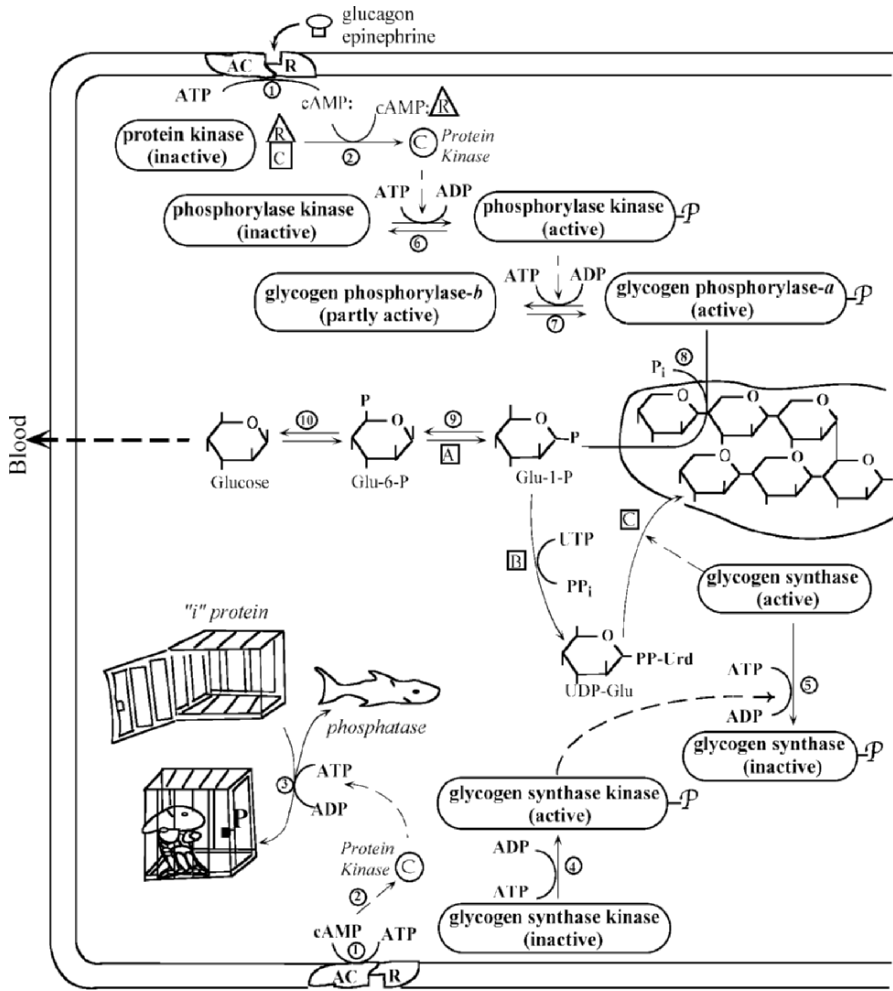 glucagon
epinephrine
AC R
ATP
①
cAMP:
cAMP:
R
protein kinase
(inactive)
R
C
②
C
Protein
Kinase
ATP
ADP
phosphorylase kinase
(inactive)
⑥
phosphorylase kinase
(active)
P
glycogen phosphorylase-b
(partly active)
ATP
ADP
⑦
glycogen phosphorylase-a
(active)
P
Pi
⑧
Blood
O
Glucose
⑩
P
O
Glu-6-P
⑨
A
O
P
Glu-1-P
O
O
O
O
O
O
B
UTP
PPi
C
glycogen synthase
(active)
O
PP-Urd
UDP-Glu
ATP
ADP
⑤
glycogen synthase
(inactive)
P
"i" protein
phosphatase
③
ATP
ADP
P
glycogen synthase kinase
(active)
P
ADP
ATP
④
glycogen synthase kinase
(inactive)
Protein
Kinase
C
②
cAMP
ATP
①
AC R